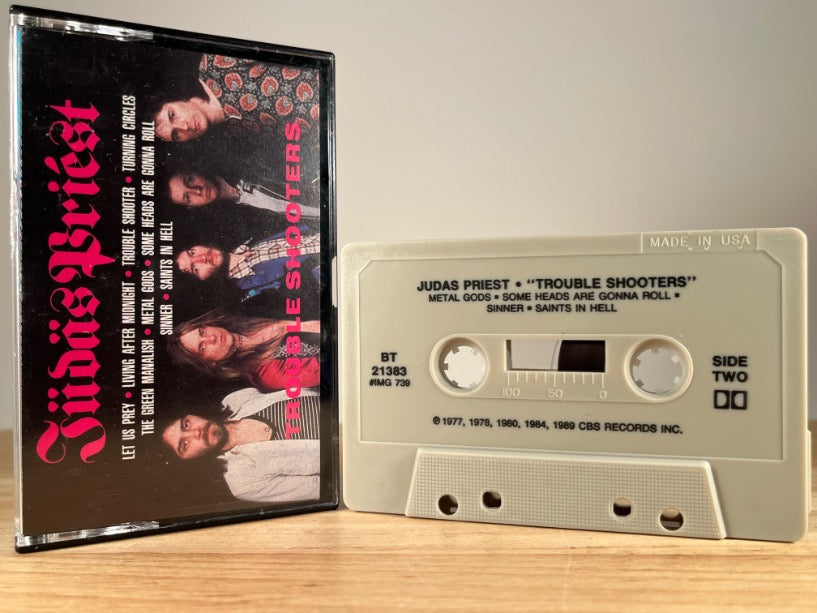 Jüdäs Priést
LET US PREY • LIVING AFTER MIDNIGHT • TROUBLE SHOOTER • TURNING CIRCLES
THE GREEN MANALISH • METAL GODS • SOME HEADS ARE GONNA ROLL
SINNER • SAINTS IN HELL
TROUBLE SHOOTERS
MADE IN USA
JUDAS PRIEST • "TROUBLE SHOOTERS"
METAL GODS ▪ SOME HEADS ARE GONNA ROLL ▪
SINNER ▪ SAINTS IN HELL
BT
21383
#IMG 739
100 50 0
SIDE
TWO
℗ 1977, 1978, 1980, 1984, 1989 CBS RECORDS INC.